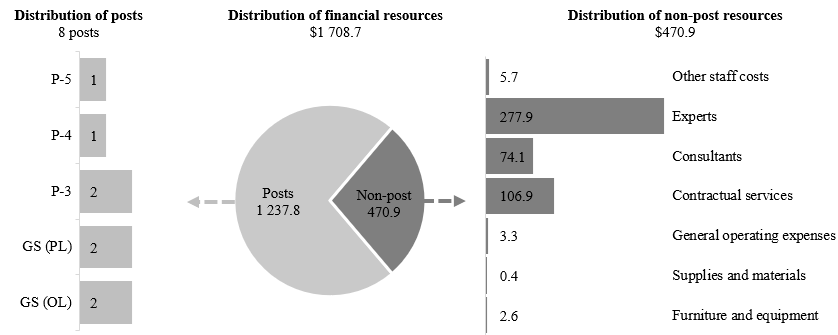 Distribution of posts
8 posts
P-5 1
P-4 1
P-3 2
GS (PL) 2
GS (OL) 2
Distribution of financial resources
$1 708.7
Posts
1 237.8
Non-post
470.9
Distribution of non-post resources
$470.9
5.7 Other staff costs
277.9 Experts
74.1 Consultants
106.9 Contractual services
3.3 General operating expenses
0.4 Supplies and materials
2.6 Furniture and equipment